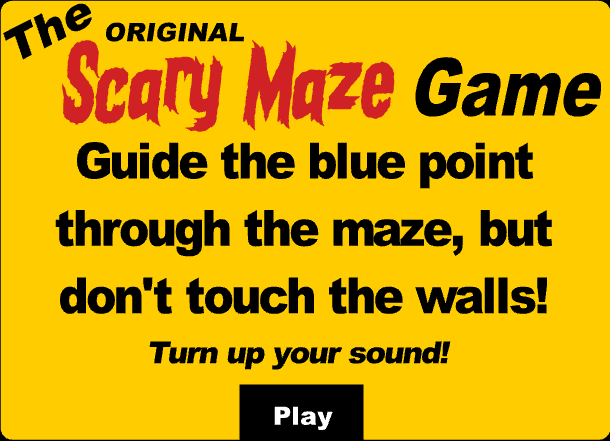 The ORIGINAL
Scary Maze Game
Guide the blue point
through the maze, but
don't touch the walls!
Turn up your sound!
Play